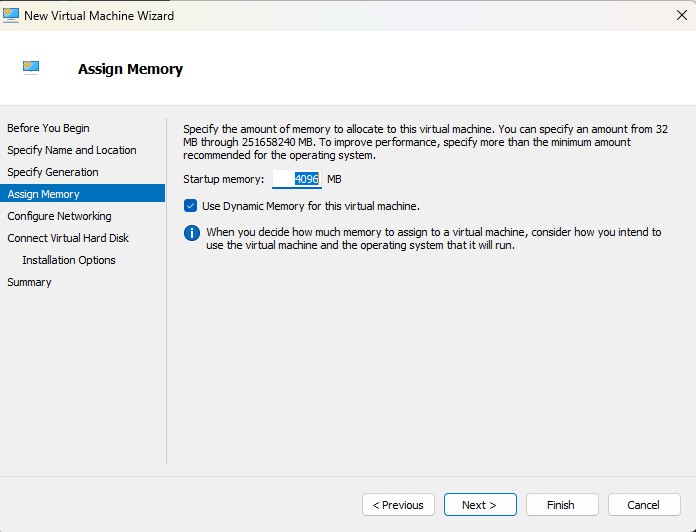 New Virtual Machine Wizard
Assign Memory
Before You Begin
Specify Name and Location
Specify Generation
Assign Memory
Configure Networking
Connect Virtual Hard Disk
Installation Options
Summary
Specify the amount of memory to allocate to this virtual machine. You can specify an amount from 32
MB through 251658240 MB. To improve performance, specify more than the minimum amount
recommended for the operating system.
Startup memory: 4096 MB
Use Dynamic Memory for this virtual machine.
When you decide how much memory to assign to a virtual machine, consider how you intend to
use the virtual machine and the operating system that it will run.
< Previous Next > Finish Cancel